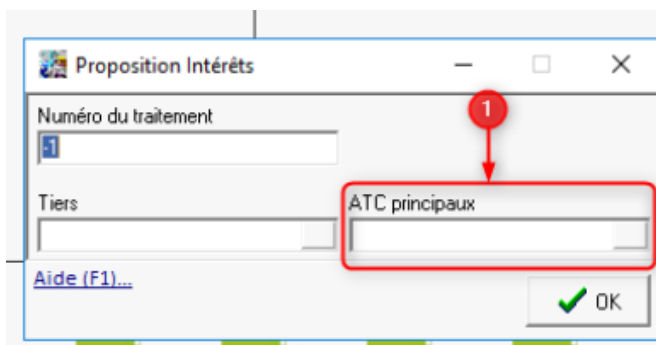 Proposition Intérêts
1
Numéro du traitement
-1
Tiers
ATC principaux
Aide (F1)...
OK